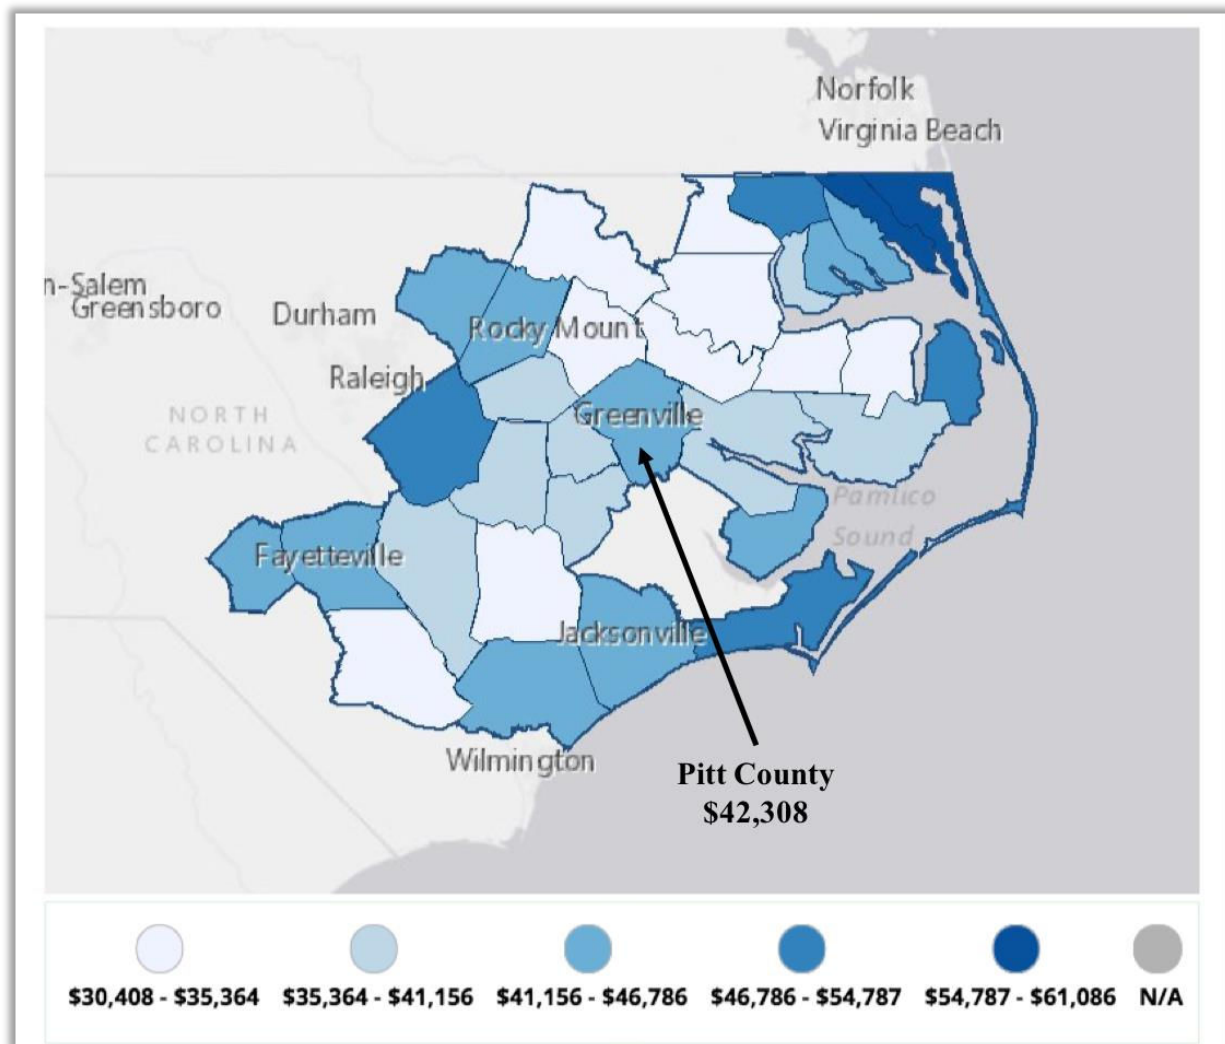 Norfolk
Virginia Beach
n-Salem
Greensboro
Durham
Rocky Mount
Raleigh
NORTH
CAROLINA
Greenville
Pamlico
Sound
Fayetteville
Jacksonville
Wilmington
Pitt County
$42,308
$30,408 - $35,364
$35,364 - $41,156
$41,156 - $46,786
$46,786 - $54,787
$54,787 - $61,086
N/A